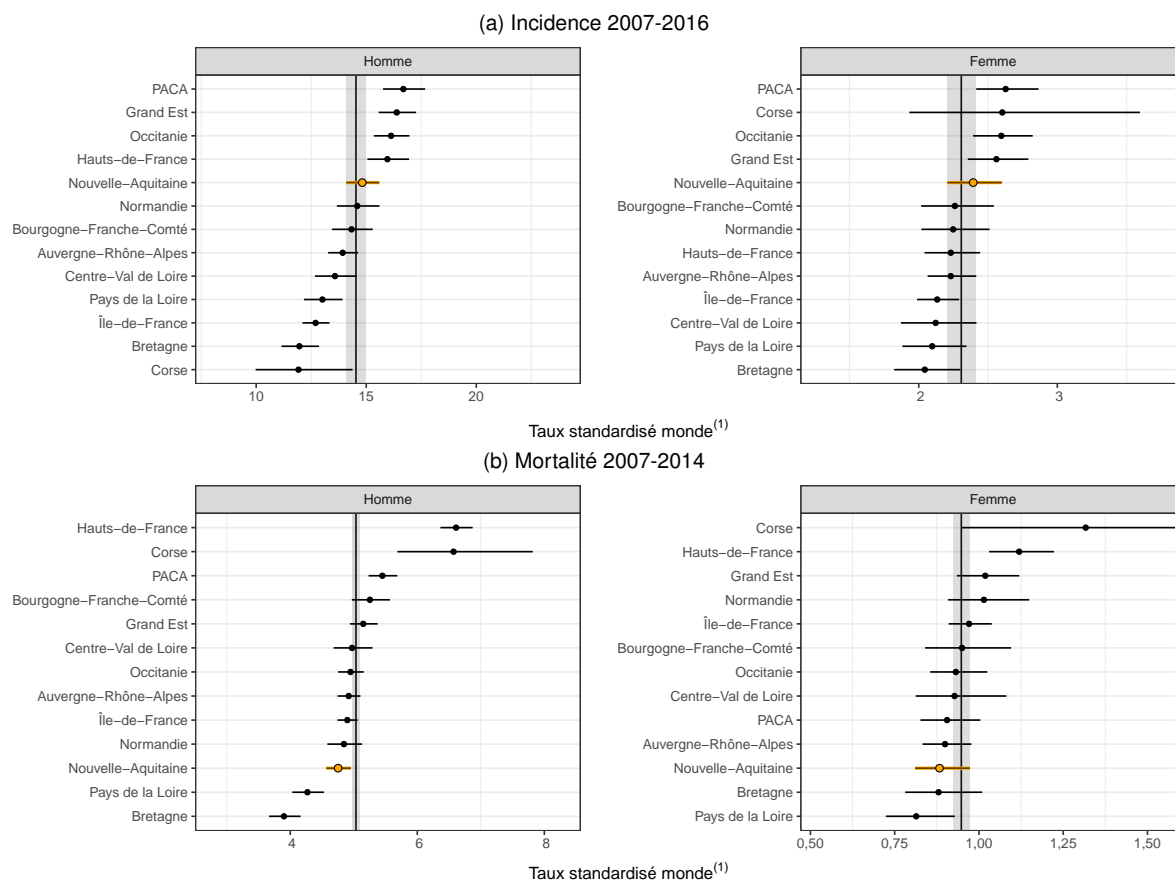 (a) Incidence 2007-2016
Homme
PACA
Grand Est
Occitanie
Hauts−de−France
Nouvelle−Aquitaine
Normandie
Bourgogne−Franche−Comté
Auvergne−Rhône−Alpes
Centre−Val de Loire
Pays de la Loire
Île−de−France
Bretagne
Corse
10 15 20
Femme
PACA
Corse
Occitanie
Grand Est
Nouvelle−Aquitaine
Bourgogne−Franche−Comté
Normandie
Hauts−de−France
Auvergne−Rhône−Alpes
Île−de−France
Centre−Val de Loire
Pays de la Loire
Bretagne
2 3
Taux standardisé monde(1)
(b) Mortalité 2007-2014
Homme
Hauts−de−France
Corse
PACA
Bourgogne−Franche−Comté
Grand Est
Centre−Val de Loire
Occitanie
Auvergne−Rhône−Alpes
Île−de−France
Normandie
Nouvelle−Aquitaine
Pays de la Loire
Bretagne
4 6 8
Femme
Corse
Hauts−de−France
Grand Est
Normandie
Île−de−France
Bourgogne−Franche−Comté
Occitanie
Centre−Val de Loire
PACA
Auvergne−Rhône−Alpes
Nouvelle−Aquitaine
Bretagne
Pays de la Loire
0,50 0,75 1,00 1,25 1,50
Taux standardisé monde(1)